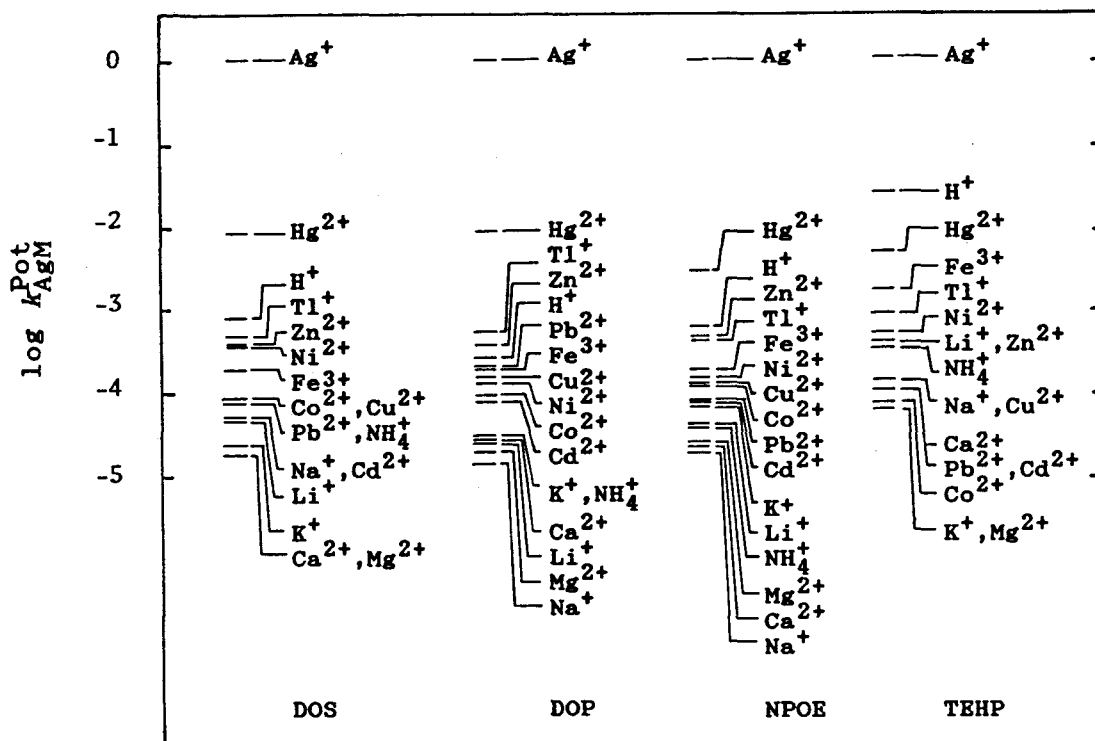 log k^Pot_AgM
0
-1
-2
-3
-4
-5
Ag⁺
Hg²⁺
H⁺
Tl⁺
Zn²⁺
Ni²⁺
Fe³⁺
Co²⁺,Cu²⁺
Pb²⁺,NH₄⁺
Na⁺,Cd²⁺
Li⁺
K⁺
Ca²⁺,Mg²⁺
DOS
Ag⁺
Hg²⁺
Tl⁺
Zn²⁺
H⁺
Pb²⁺
Fe³⁺
Cu²⁺
Ni²⁺
Co²⁺
Cd²⁺
K⁺,NH₄⁺
Ca²⁺
Li⁺
Mg²⁺
Na⁺
DOP
Ag⁺
Hg²⁺
H⁺
Zn²⁺
Tl⁺
Fe³⁺
Ni²⁺
Cu²⁺
Co²⁺
Pb²⁺
Cd²⁺
K⁺
Li⁺
NH₄⁺
Mg²⁺
Ca²⁺
Na⁺
NPOE
Ag⁺
H⁺
Hg²⁺
Fe³⁺
Tl⁺
Ni²⁺
Li⁺,Zn²⁺
NH₄⁺
Na⁺,Cu²⁺
Ca²⁺
Pb²⁺,Cd²⁺
Co²⁺
K⁺,Mg²⁺
TEHP